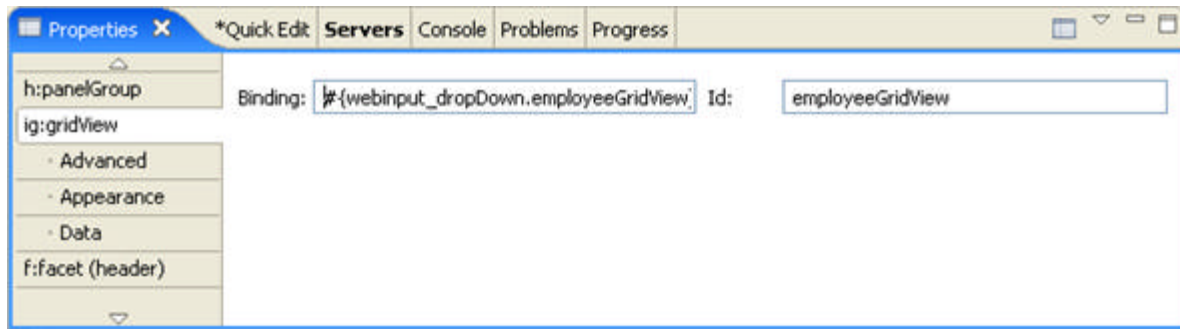 Properties *Quick Edit Servers Console Problems Progress
h:panelGroup
Binding: #{webinput_dropDown.employeeGridView} Id: employeeGridView
ig:gridView
Advanced
Appearance
Data
f:facet (header)